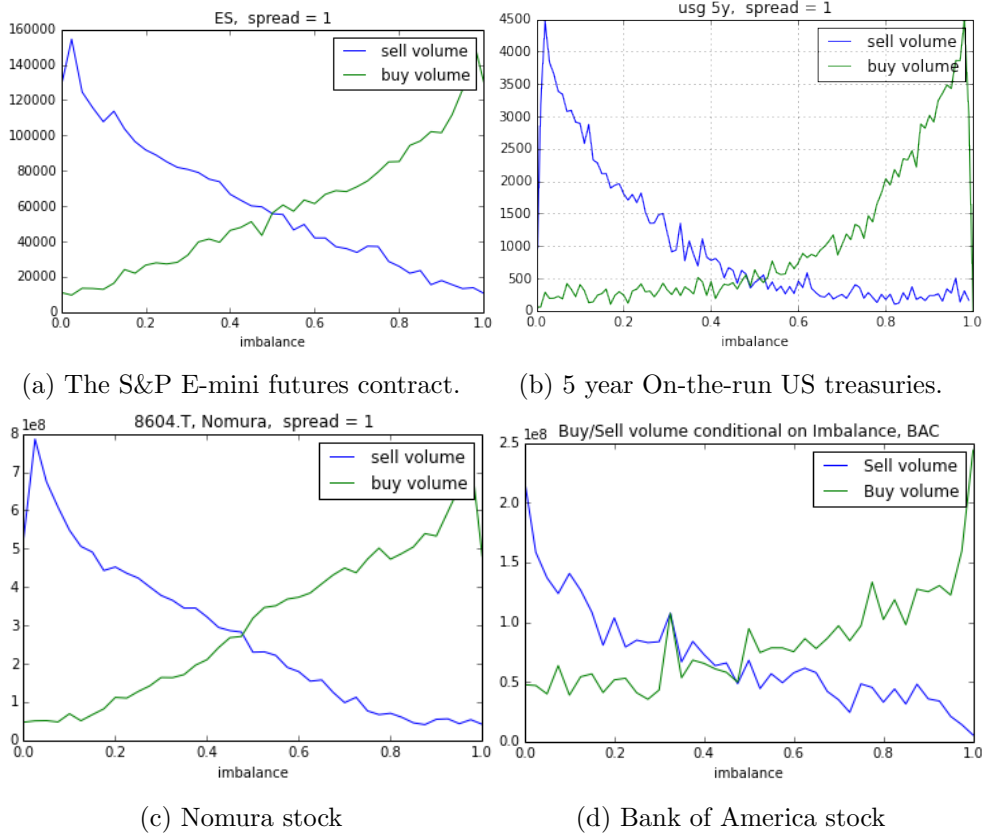 ES, spread = 1
160000
140000
120000
100000
80000
60000
40000
20000
0
sell volume
buy volume
0.0 0.2 0.4 0.6 0.8 1.0
imbalance
(a) The S&P E-mini futures contract.
usg 5y, spread = 1
4500
4000
3500
3000
2500
2000
1500
1000
500
0
sell volume
buy volume
0.0 0.2 0.4 0.6 0.8 1.0
imbalance
(b) 5 year On-the-run US treasuries.
1e8
8604.T, Nomura, spread = 1
8
7
6
5
4
3
2
1
0
sell volume
buy volume
0.0 0.2 0.4 0.6 0.8 1.0
imbalance
(c) Nomura stock
1e8
Buy/Sell volume conditional on Imbalance, BAC
2.5
2.0
1.5
1.0
0.5
0.0
Sell volume
Buy volume
0.0 0.2 0.4 0.6 0.8 1.0
imbalance
(d) Bank of America stock